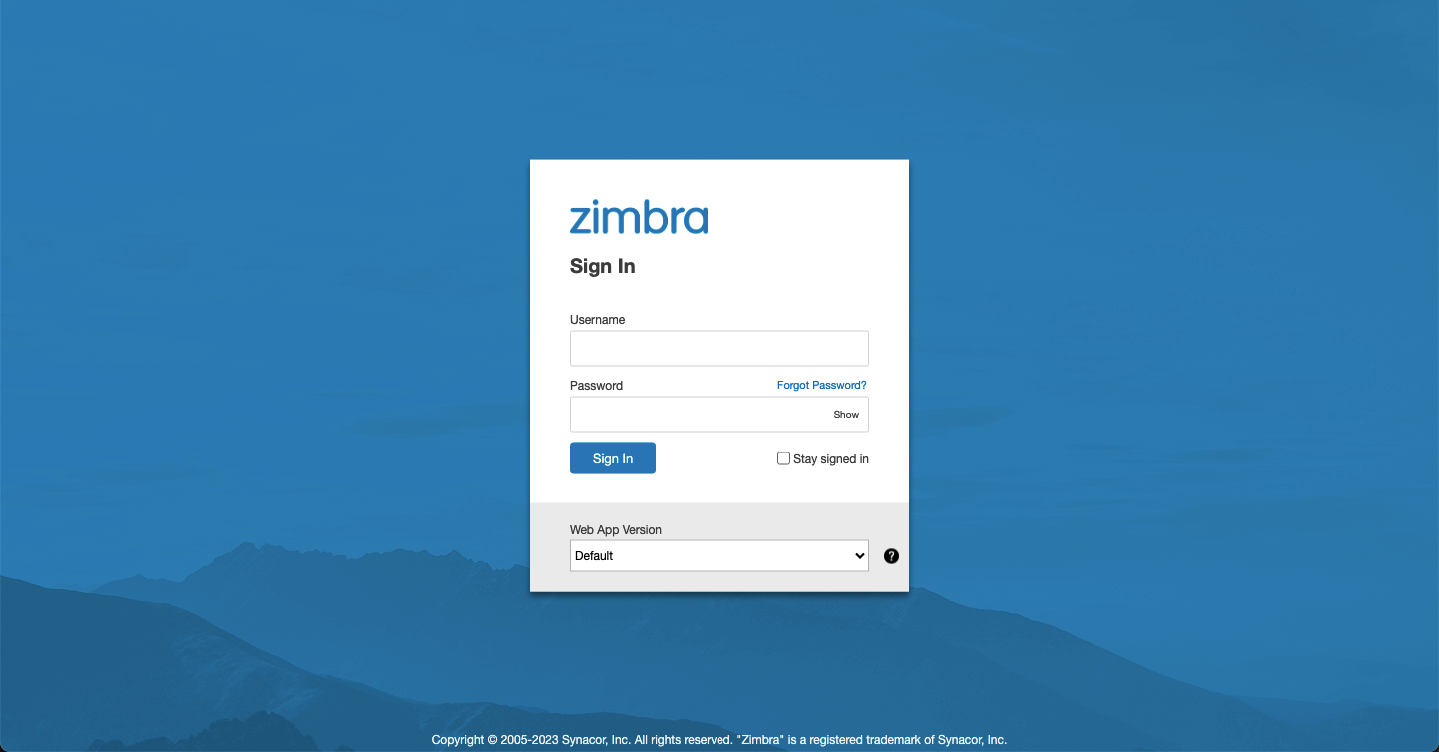 zimbra
Sign In
Username
Password Forgot Password?
Show
Sign In Stay signed in
Web App Version
Default ?
Copyright © 2005-2023 Synacor, Inc. All rights reserved. "Zimbra" is a registered trademark of Synacor, Inc.